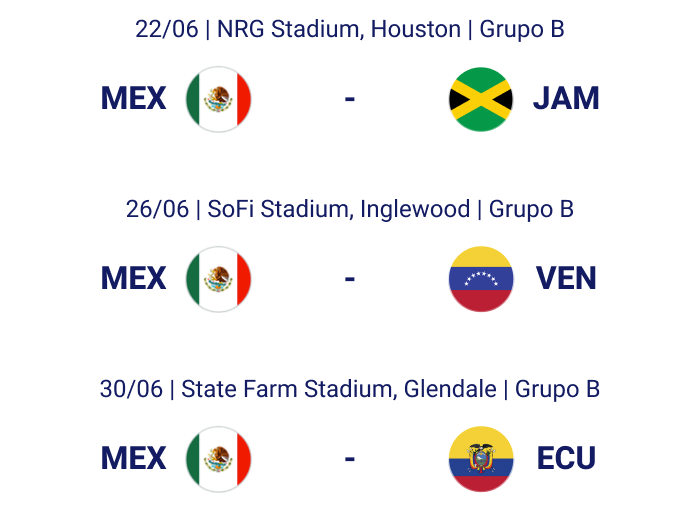 22/06 | NRG Stadium, Houston | Grupo B
MEX - JAM
26/06 | SoFi Stadium, Inglewood | Grupo B
MEX - VEN
30/06 | State Farm Stadium, Glendale | Grupo B
MEX - ECU